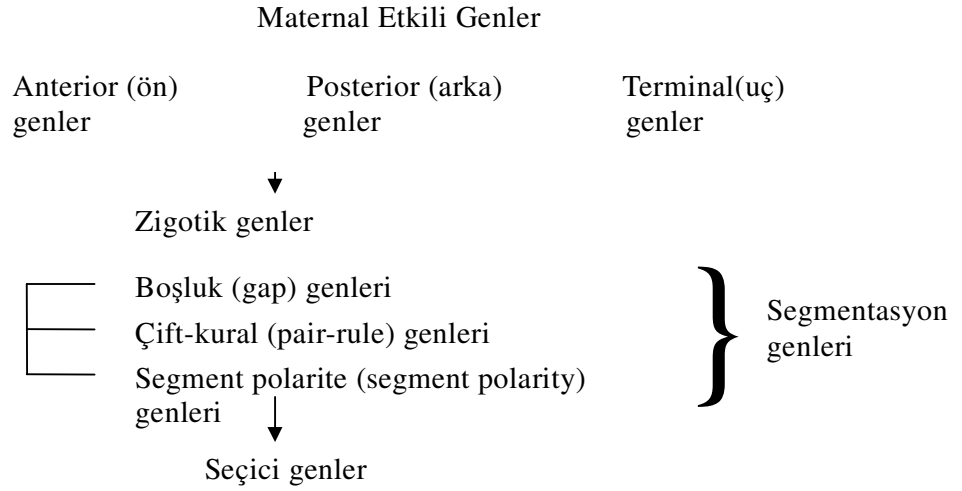 Maternal Etkili Genler
Anterior (ön)
genler
Posterior (arka)
genler
Terminal(uç)
genler
Zigotik genler
Boşluk (gap) genleri
Çift-kural (pair-rule) genleri
Segment polarite (segment polarity)
genleri
Segmentasyon
genleri
Seçici genler